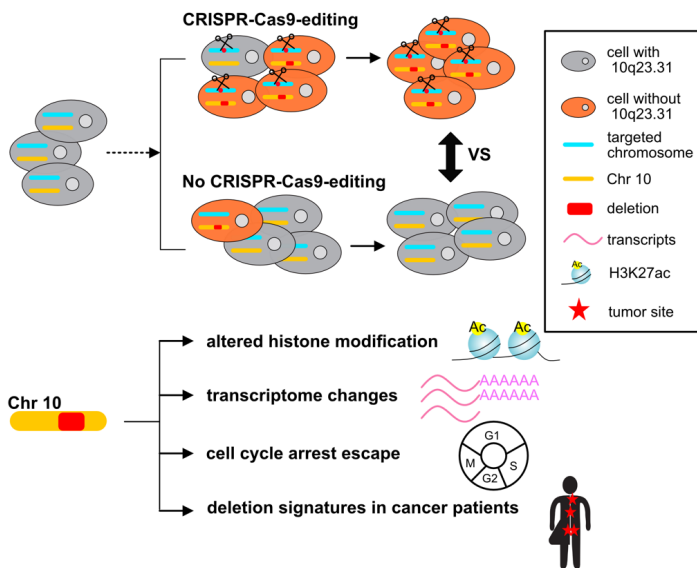 CRISPR-Cas9-editing
No CRISPR-Cas9-editing
VS
cell with
10q23.31
cell without
10q23.31
targeted
chromosome
Chr 10
deletion
transcripts
Ac
H3K27ac
tumor site
Chr 10
altered histone modification
Ac
Ac
transcriptome changes
AAAAAA
AAAAAA
cell cycle arrest escape
G1
M
S
G2
deletion signatures in cancer patients